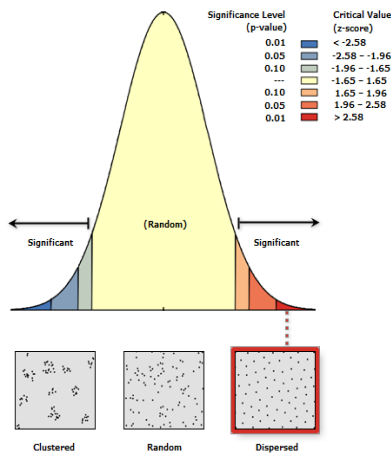 Significance Level Critical Value
(p-value) (z-score)
0.01 < -2.58
0.05 -2.58 – -1.96
0.10 -1.96 – -1.65
--- -1.65 – 1.65
0.10 1.65 – 1.96
0.05 1.96 – 2.58
0.01 > 2.58
(Random)
Significant Significant
Clustered Random Dispersed